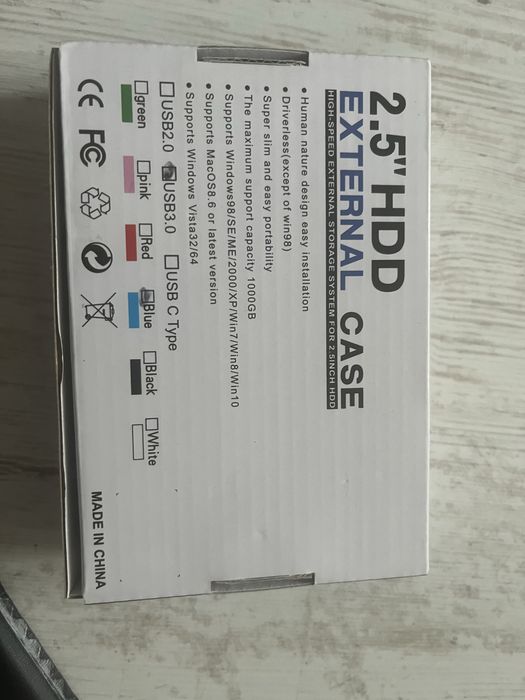 2.5" HDD
EXTERNAL CASE
HIGH-SPEED EXTERNAL STORAGE SYSTEM FOR 2.5INCH HDD
• Human nature design easy installation
• Driverless(except of win98)
• Super slim and easy portability
• The maximum support capacity 1000GB
• Supports Windows98/SE/ME/2000/XP/Win7/Win8/Win10
• Supports MacOS8.6 or latest version
• Supports Windows Vista32/64
USB2.0 USB3.0 USB C Type
green pink Red Blue Black White
CE FC MADE IN CHINA